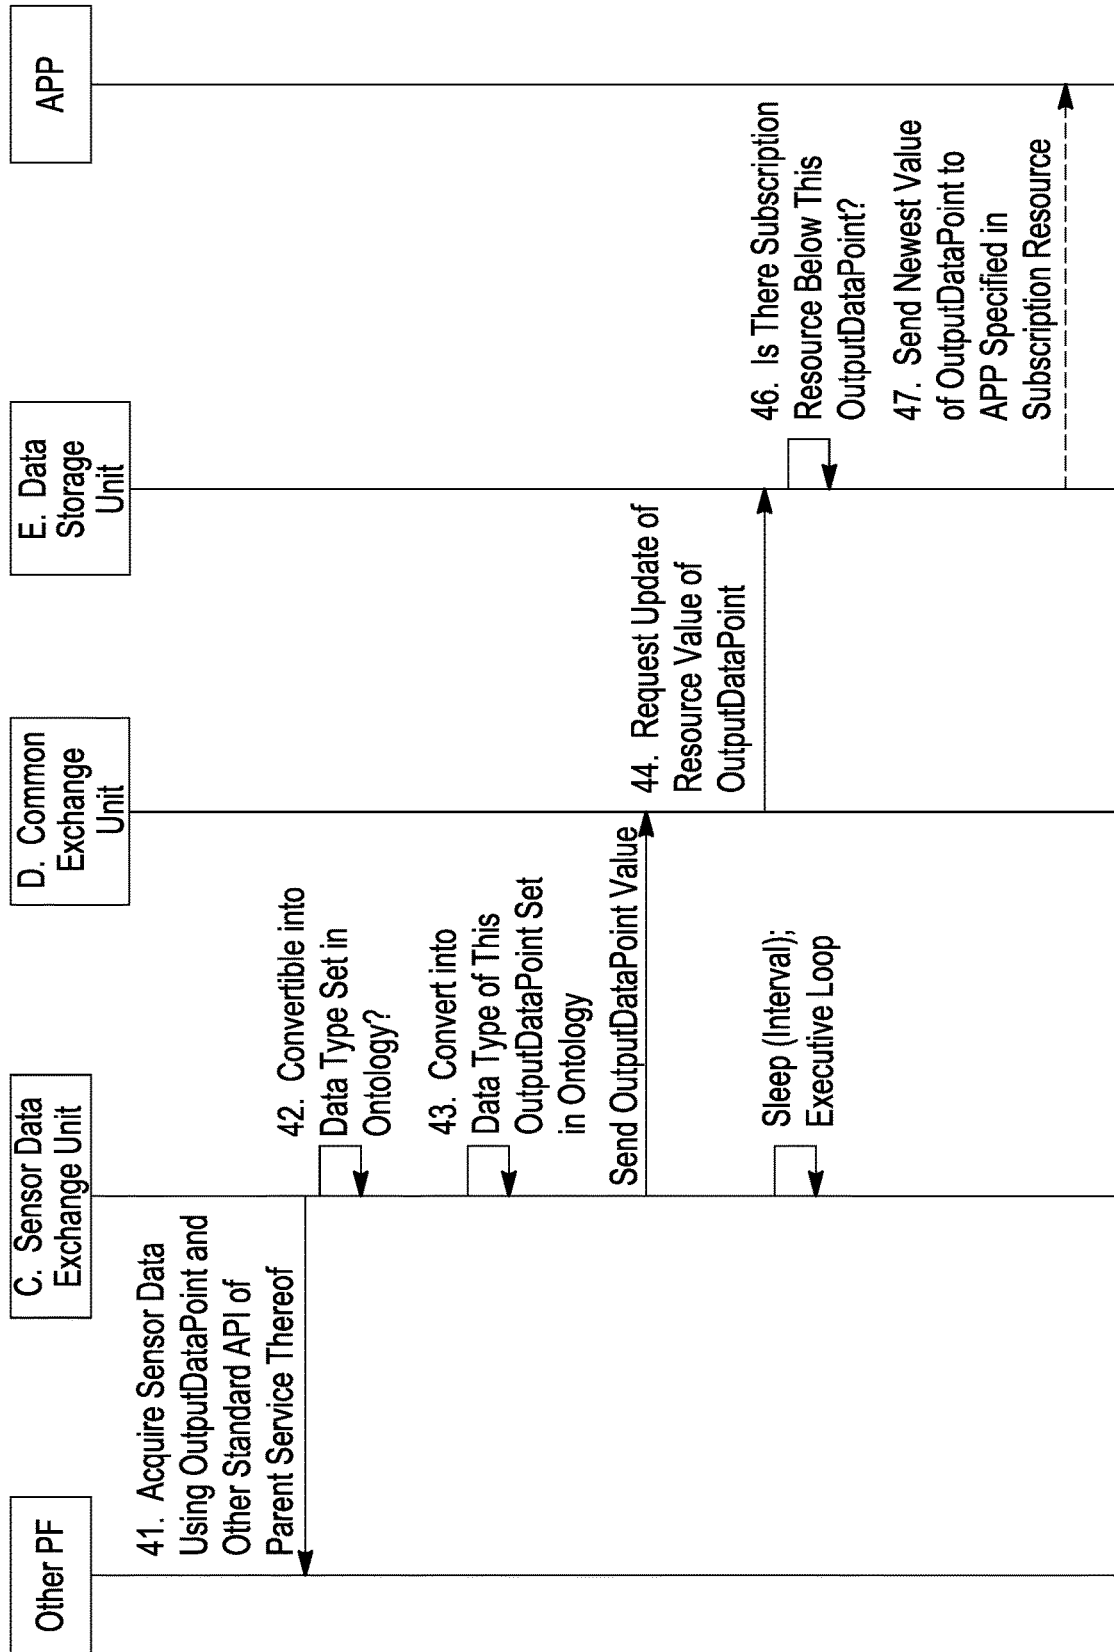 Other PF
C. Sensor Data
Exchange Unit
D. Common
Exchange
Unit
E. Data
Storage
Unit
APP
41. Acquire Sensor Data
Using OutputDataPoint and
Other Standard API of
Parent Service Thereof
42. Convertible into
Data Type Set in
Ontology?
43. Convert into
Data Type of This
OutputDataPoint Set
in Ontology
Send OutputDataPoint Value
44. Request Update of
Resource Value of
OutputDataPoint
Sleep (Interval);
Executive Loop
46. Is There Subscription
Resource Below This
OutputDataPoint?
47. Send Newest Value
of OutputDataPoint to
APP Specified in
Subscription Resource